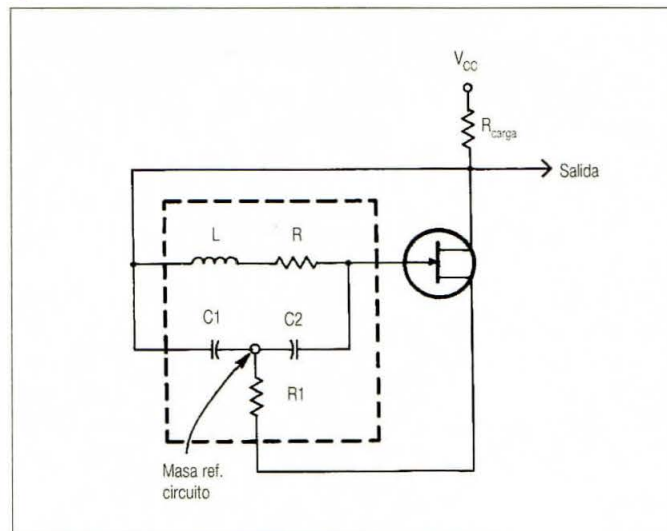 V_CC
R_carga
Salida
L
R
C1
C2
R1
Masa ref.
circuito